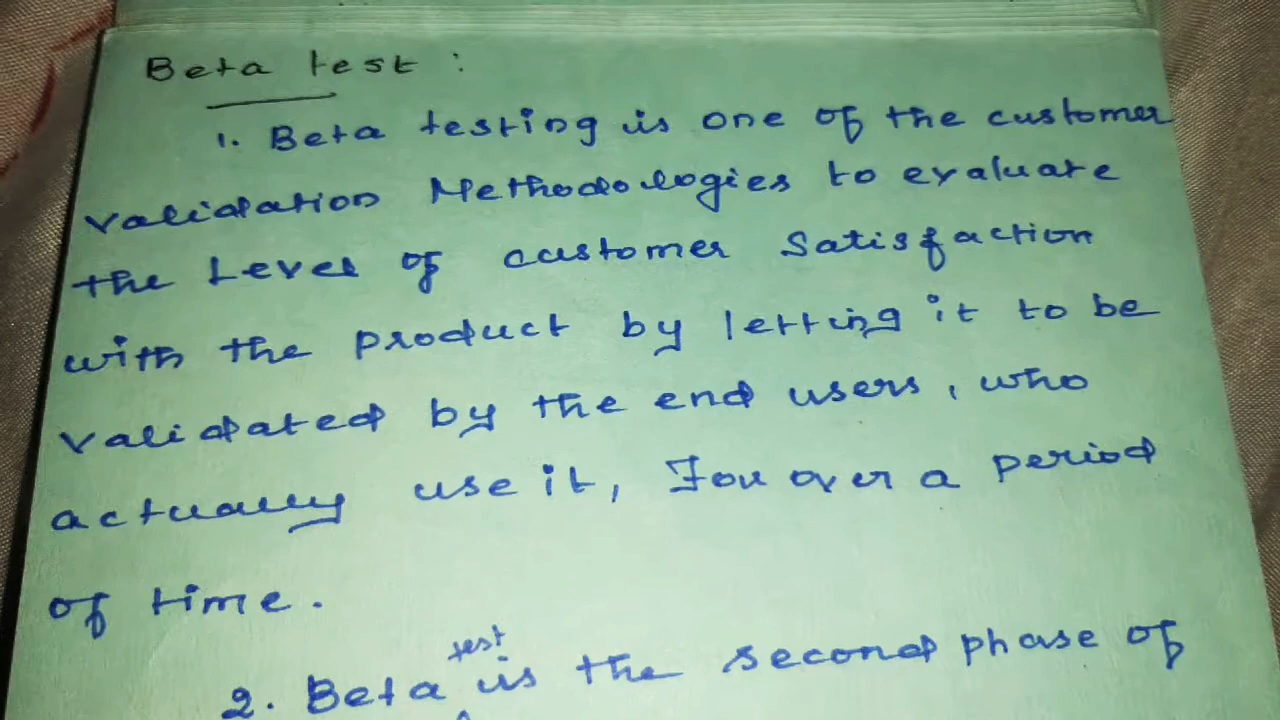 Beta test :
1. Beta testing is one of the customer
validation Methodologies to evaluate
the Level of customer Satisfaction
with the product by letting it to be
validated by the end users, who
actually use it, For over a period
of time.
2. Beta test is the second phase of